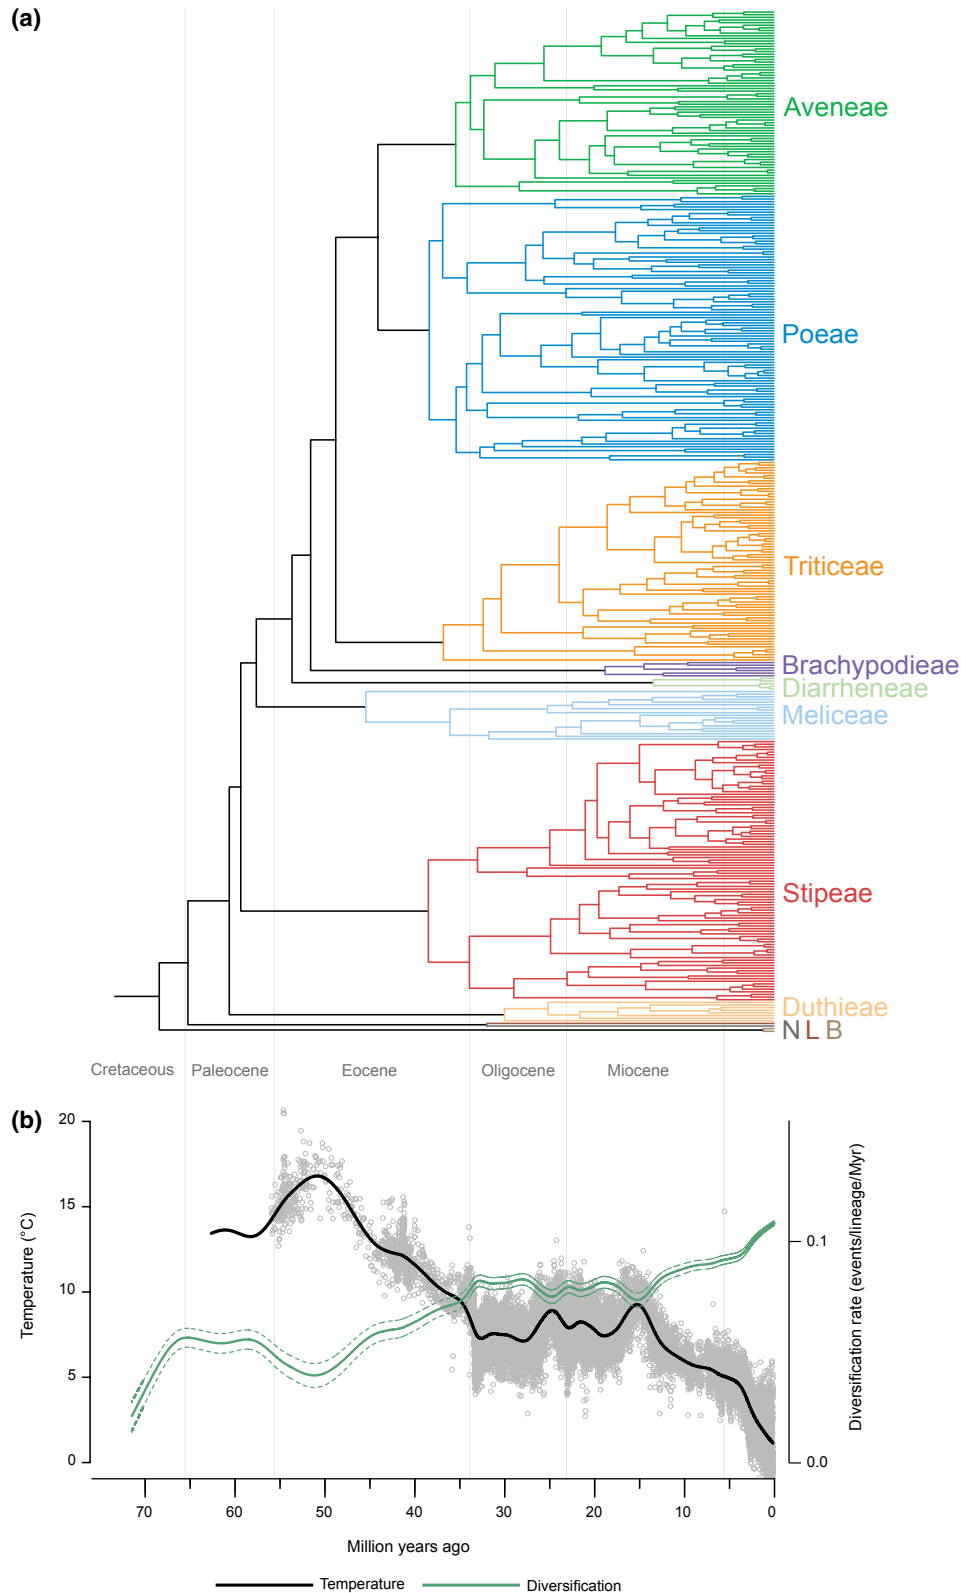 (a)
Aveneae
Poeae
Triticeae
Brachypodieae
Diarrheneae
Meliceae
Stipeae
Duthieae
N L B
Cretaceous Paleocene Eocene Oligocene Miocene
(b)
20
15
10
5
0
Temperature (°C)
0.1
0.0
Diversification rate (events/lineage/Myr)
70 60 50 40 30 20 10 0
Million years ago
Temperature Diversification